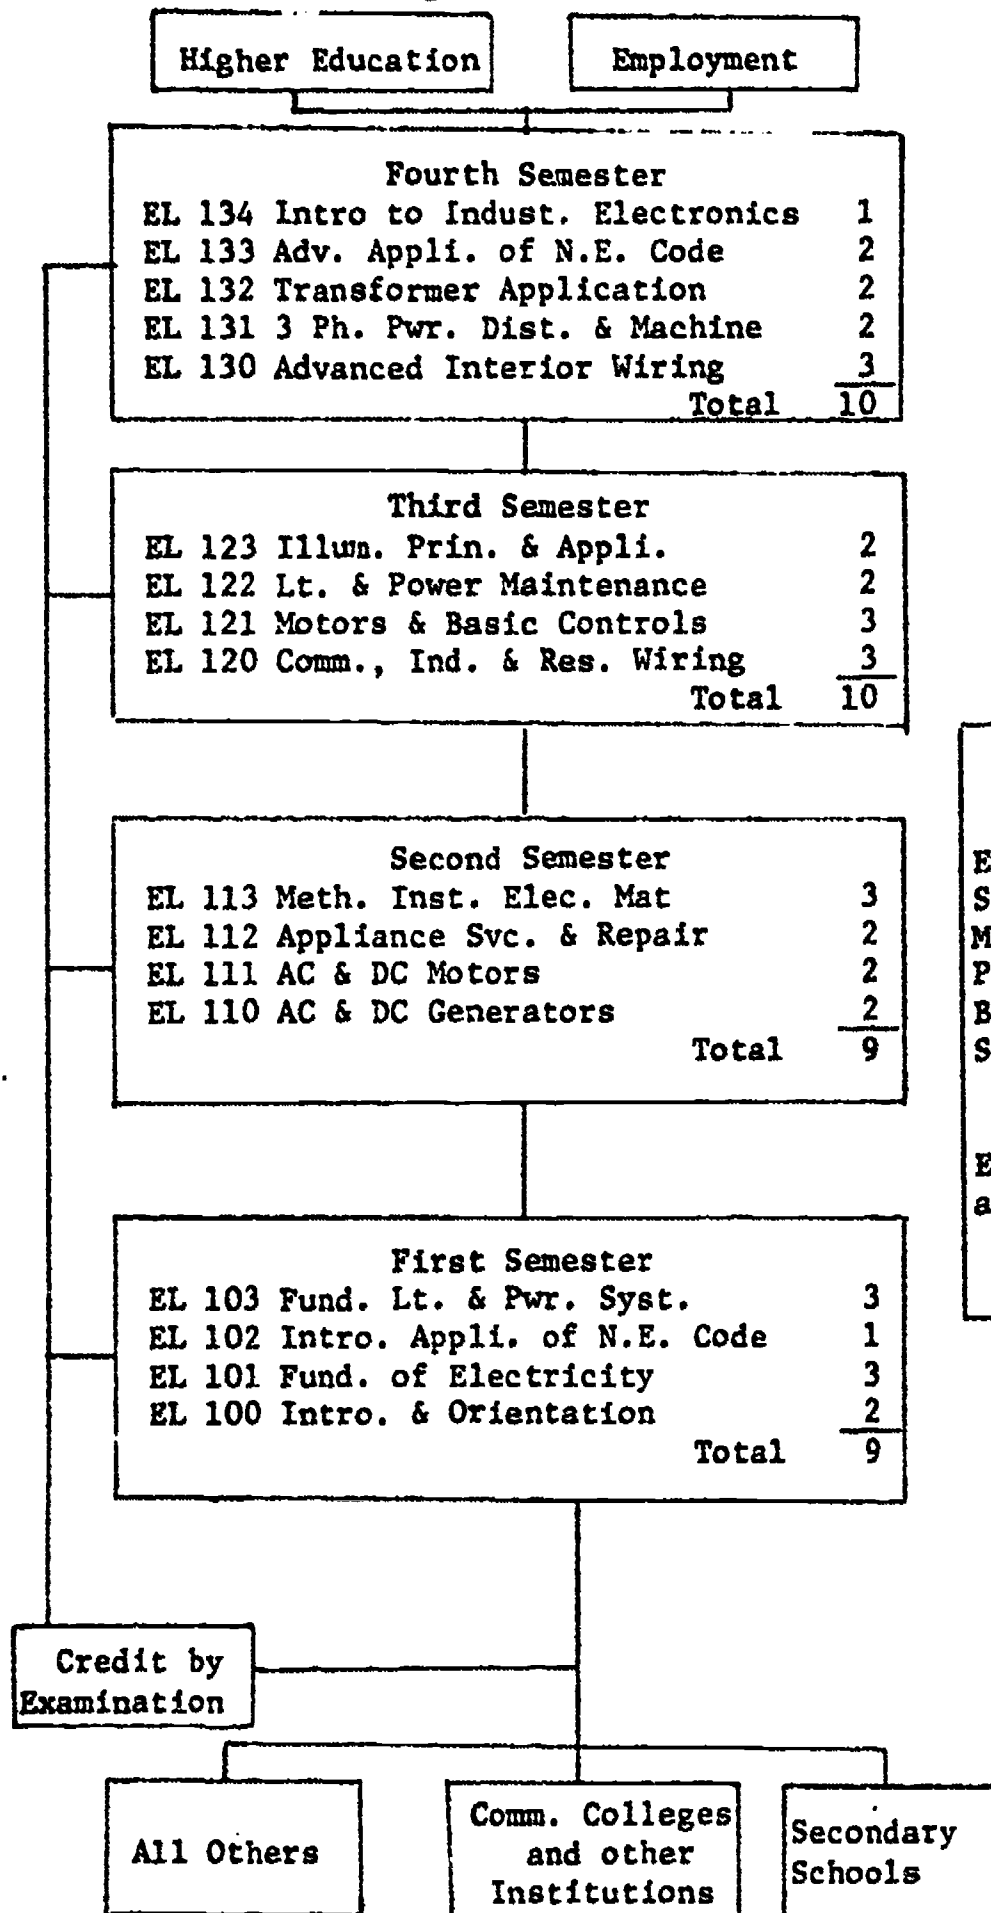 Higher Education
Employment
Fourth Semester
EL 134 Intro to Indust. Electronics 1
EL 133 Adv. Appli. of N.E. Code 2
EL 132 Transformer Application 2
EL 131 3 Ph. Pwr. Dist. & Machine 2
EL 130 Advanced Interior Wiring 3
Total 10
Third Semester
EL 123 Illum. Prin. & Appli. 2
EL 122 Lt. & Power Maintenance 2
EL 121 Motors & Basic Controls 3
EL 120 Comm., Ind. & Res. Wiring 3
Total 10
Second Semester
EL 113 Meth. Inst. Elec. Mat 3
EL 112 Appliance Svc. & Repair 2
EL 111 AC & DC Motors 2
EL 110 AC & DC Generators 2
Total 9
E
S
M
P
B
S
E
a
First Semester
EL 103 Fund. Lt. & Pwr. Syst. 3
EL 102 Intro. Appli. of N.E. Code 1
EL 101 Fund. of Electricity 3
EL 100 Intro. & Orientation 2
Total 9
Credit by
Examination
All Others
Comm. Colleges
and other
Institutions
Secondary
Schools